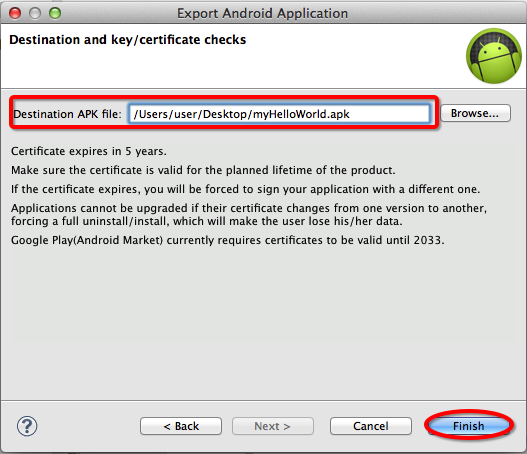 Export Android Application
Destination and key/certificate checks
Destination APK file: /Users/user/Desktop/myHelloWorld.apk Browse...
Certificate expires in 5 years.
Make sure the certificate is valid for the planned lifetime of the product.
If the certificate expires, you will be forced to sign your application with a different one.
Applications cannot be upgraded if their certificate changes from one version to another,
forcing a full uninstall/install, which will make the user lose his/her data.
Google Play(Android Market) currently requires certificates to be valid until 2033.
? < Back Next > Cancel Finish